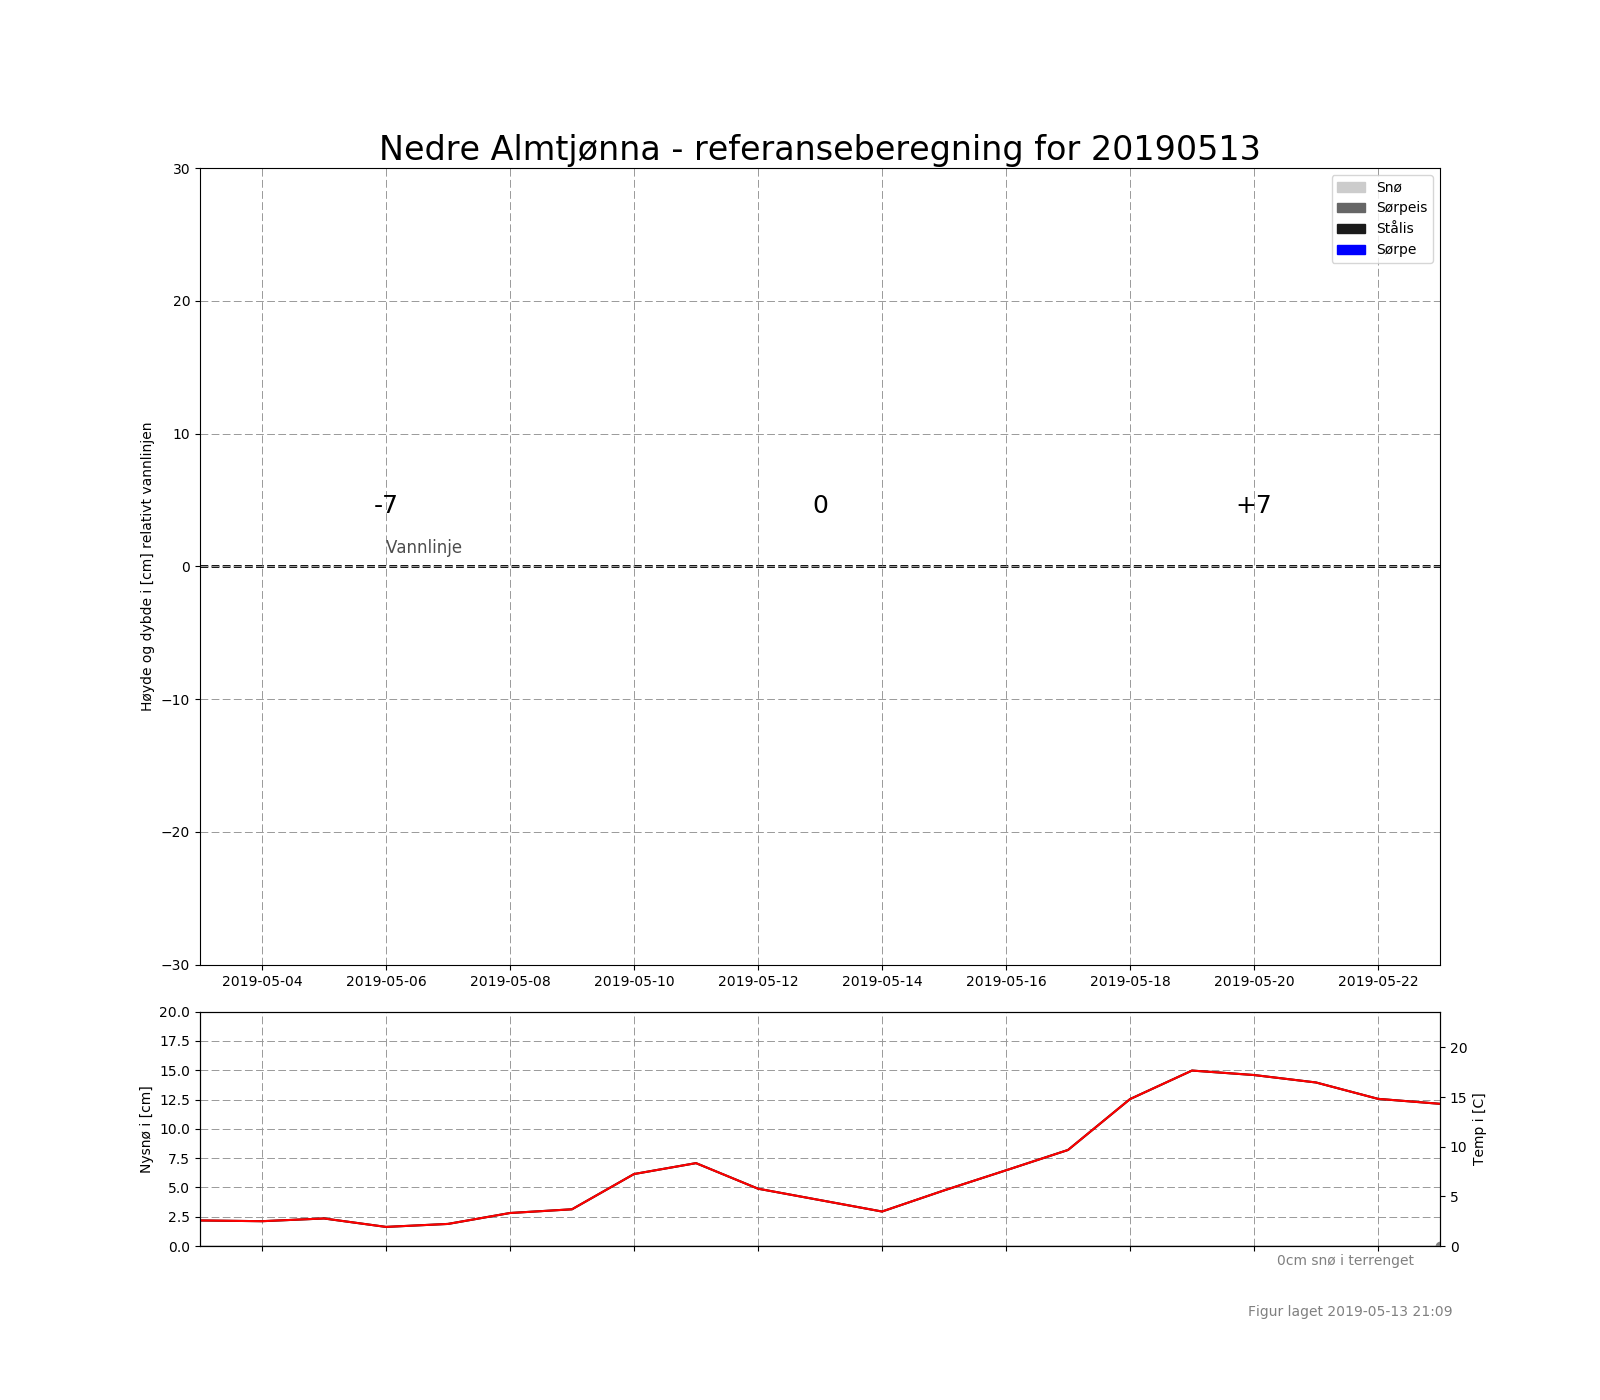 Nedre Almtjønna - referanseberegning for 20190513
30
20
10
0
−10
−20
−30
Høyde og dybde i [cm] relativt vannlinjen
Snø
Sørpeis
Stålis
Sørpe
-7
0
+7
Vannlinje
2019-05-04 2019-05-06 2019-05-08 2019-05-10 2019-05-12 2019-05-14 2019-05-16 2019-05-18 2019-05-20 2019-05-22
20.0
17.5
15.0
12.5
10.0
7.5
5.0
2.5
0.0
Nysnø i [cm]
20
15
10
5
0
Temp i [C]
0cm snø i terrenget
Figur laget 2019-05-13 21:09